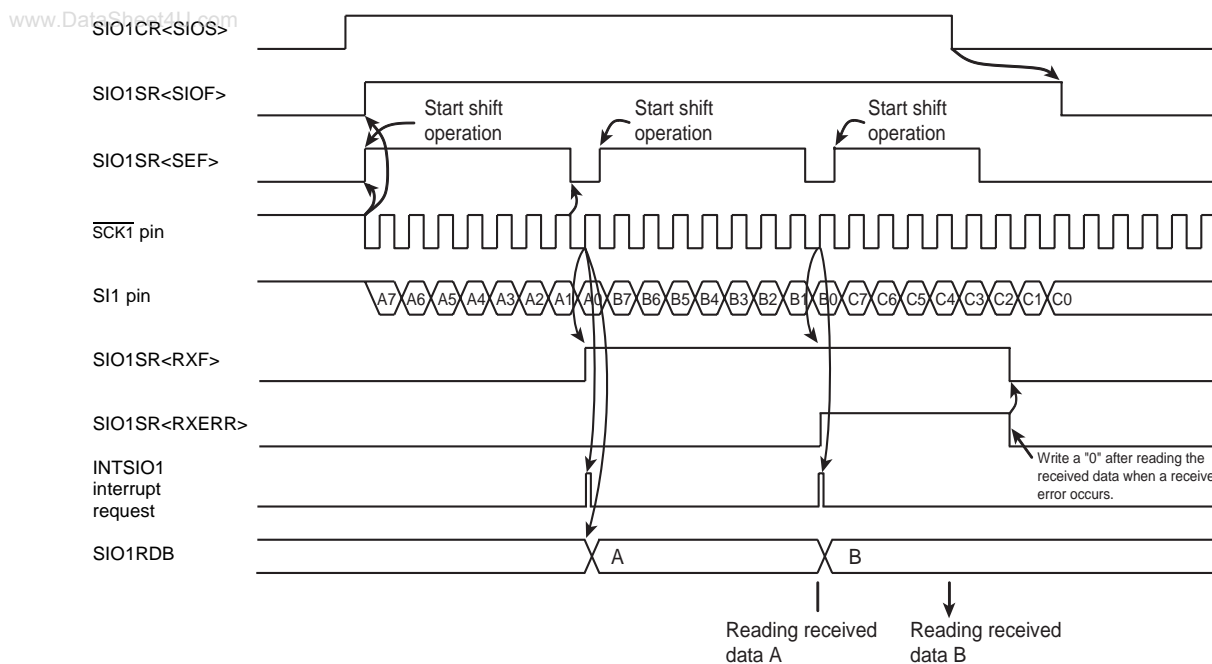 www.DataSheet4U.com
SIO1CR<SIOS>
SIO1SR<SIOF>
Start shift
operation
Start shift
operation
Start shift
operation
SIO1SR<SEF>
SCK1 pin
SI1 pin
A7 A6 A5 A4 A3 A2 A1 A0 B7 B6 B5 B4 B3 B2 B1 B0 C7 C6 C5 C4 C3 C2 C1 C0
SIO1SR<RXF>
SIO1SR<RXERR>
Write a "0" after reading the
received data when a receive
error occurs.
INTSIO1
interrupt
request
SIO1RDB
A
B
Reading received
data A
Reading received
data B